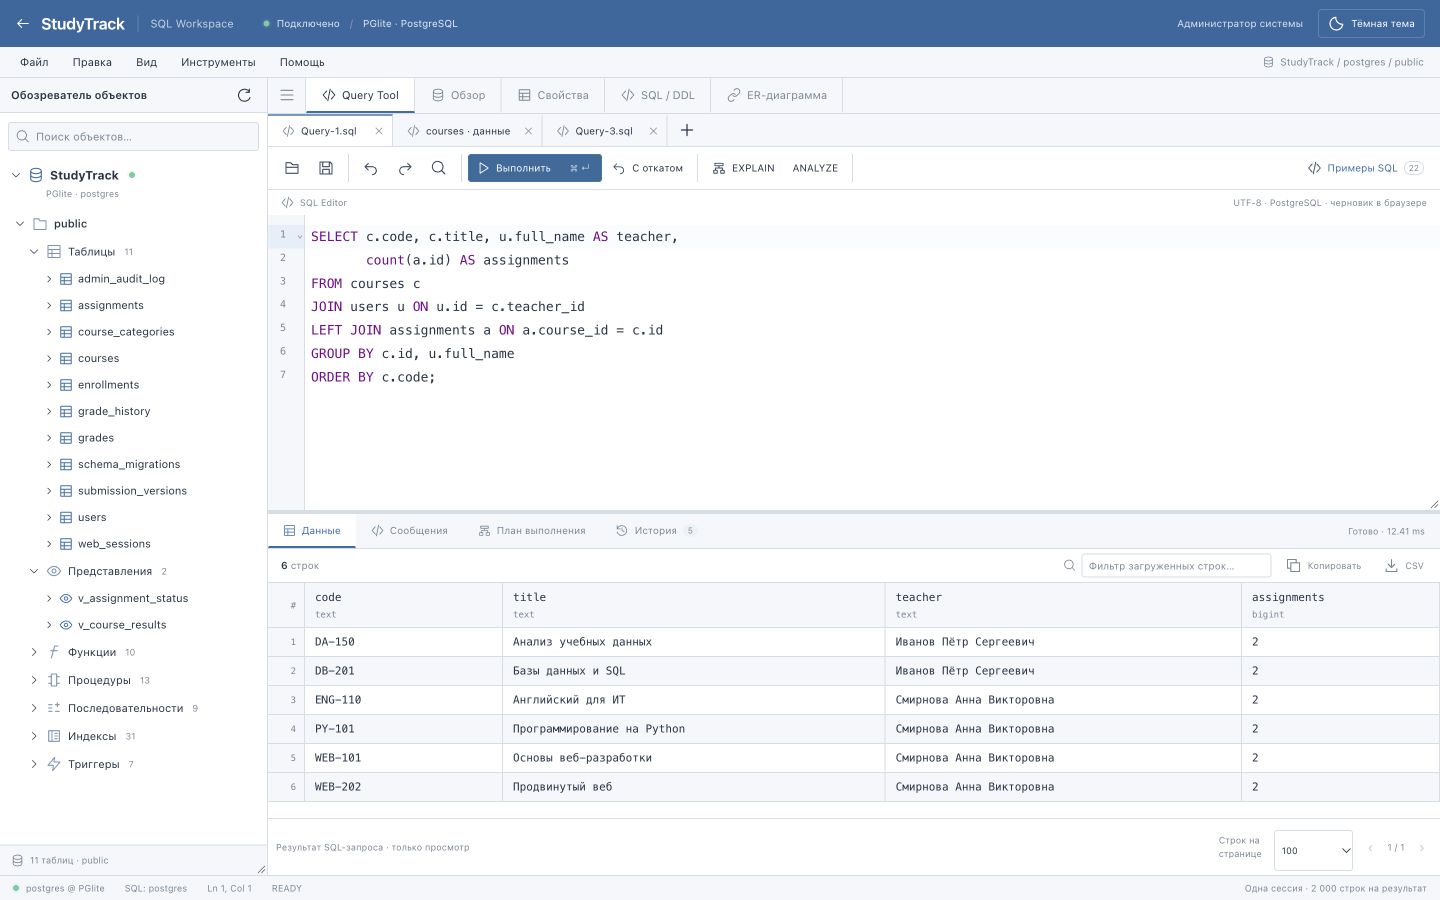 StudyTrack SQL Workspace Подключено / PGlite · PostgreSQL Администратор системы Тёмная тема
Файл Правка Вид Инструменты Помощь StudyTrack / postgres / public
Обозреватель объектов
Поиск объектов...
StudyTrack
PGlite · postgres
public
Таблицы 11
admin_audit_log
assignments
course_categories
courses
enrollments
grade_history
grades
schema_migrations
submission_versions
users
web_sessions
Представления 2
v_assignment_status
v_course_results
Функции 10
Процедуры 13
Последовательности 9
Индексы 31
Триггеры 7
11 таблиц · public
Query Tool Обзор Свойства SQL / DDL ER-диаграмма
Query-1.sql courses · данные Query-3.sql
Выполнить ⌘ ↵ С откатом EXPLAIN ANALYZE Примеры SQL 22
SQL Editor UTF-8 · PostgreSQL · черновик в браузере
1 SELECT c.code, c.title, u.full_name AS teacher,
2 count(a.id) AS assignments
3 FROM courses c
4 JOIN users u ON u.id = c.teacher_id
5 LEFT JOIN assignments a ON a.course_id = c.id
6 GROUP BY c.id, u.full_name
7 ORDER BY c.code;
Данные Сообщения План выполнения История 5 Готово · 12.41 ms
6 строк Фильтр загруженных строк... Копировать CSV
# code title teacher assignments
text text text bigint
1 DA-150 Анализ учебных данных Иванов Пётр Сергеевич 2
2 DB-201 Базы данных и SQL Иванов Пётр Сергеевич 2
3 ENG-110 Английский для ИТ Смирнова Анна Викторовна 2
4 PY-101 Программирование на Python Смирнова Анна Викторовна 2
5 WEB-101 Основы веб-разработки Смирнова Анна Викторовна 2
6 WEB-202 Продвинутый веб Смирнова Анна Викторовна 2
Результат SQL-запроса · только просмотр Строк на странице 100 1 / 1
postgres @ PGlite SQL: postgres Ln 1, Col 1 READY Одна сессия · 2 000 строк на результат